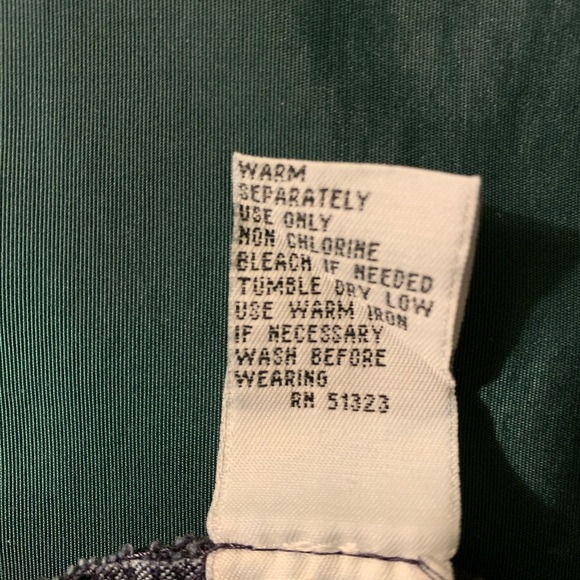 WARM
SEPARATELY
USE ONLY
NON CHLORINE
BLEACH IF NEEDED
TUMBLE DRY LOW
USE WARM IRON
IF NECESSARY
WASH BEFORE
WEARING
RN 51323